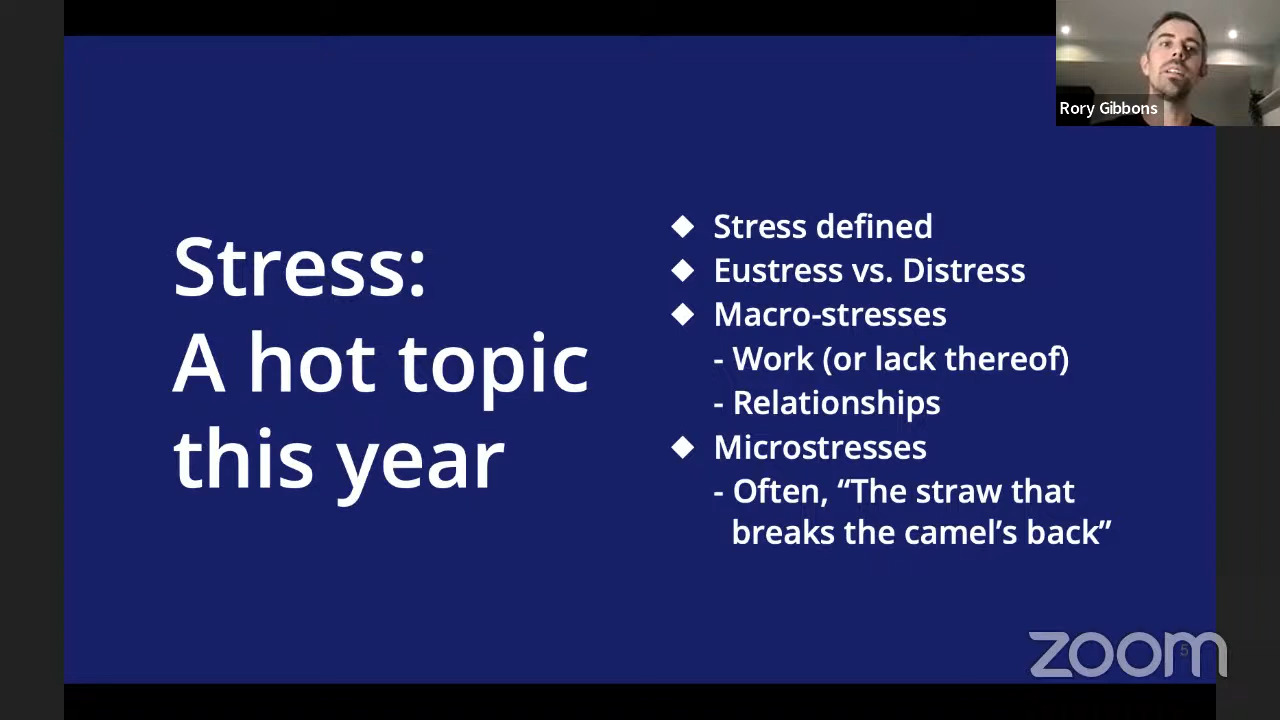 Rory Gibbons
Stress:
A hot topic
this year
◆ Stress defined
◆ Eustress vs. Distress
◆ Macro-stresses
- Work (or lack thereof)
- Relationships
◆ Microstresses
- Often, “The straw that
breaks the camel’s back”
5
zoom